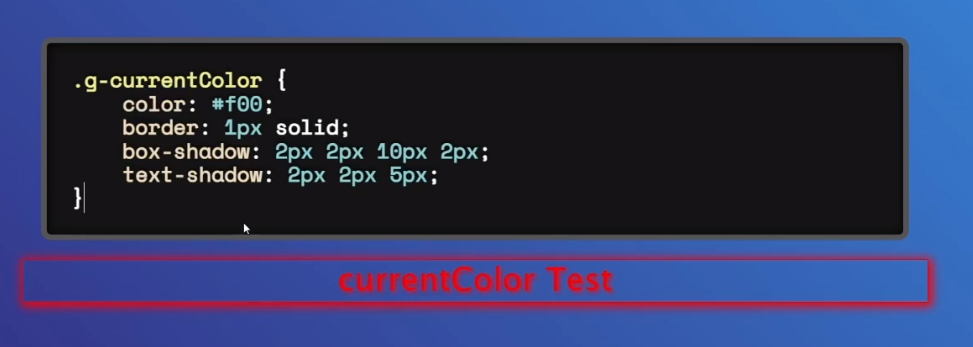 .g-currentColor {
    color: #f00;
    border: 1px solid;
    box-shadow: 2px 2px 10px 2px;
    text-shadow: 2px 2px 5px;
}
currentColor Test